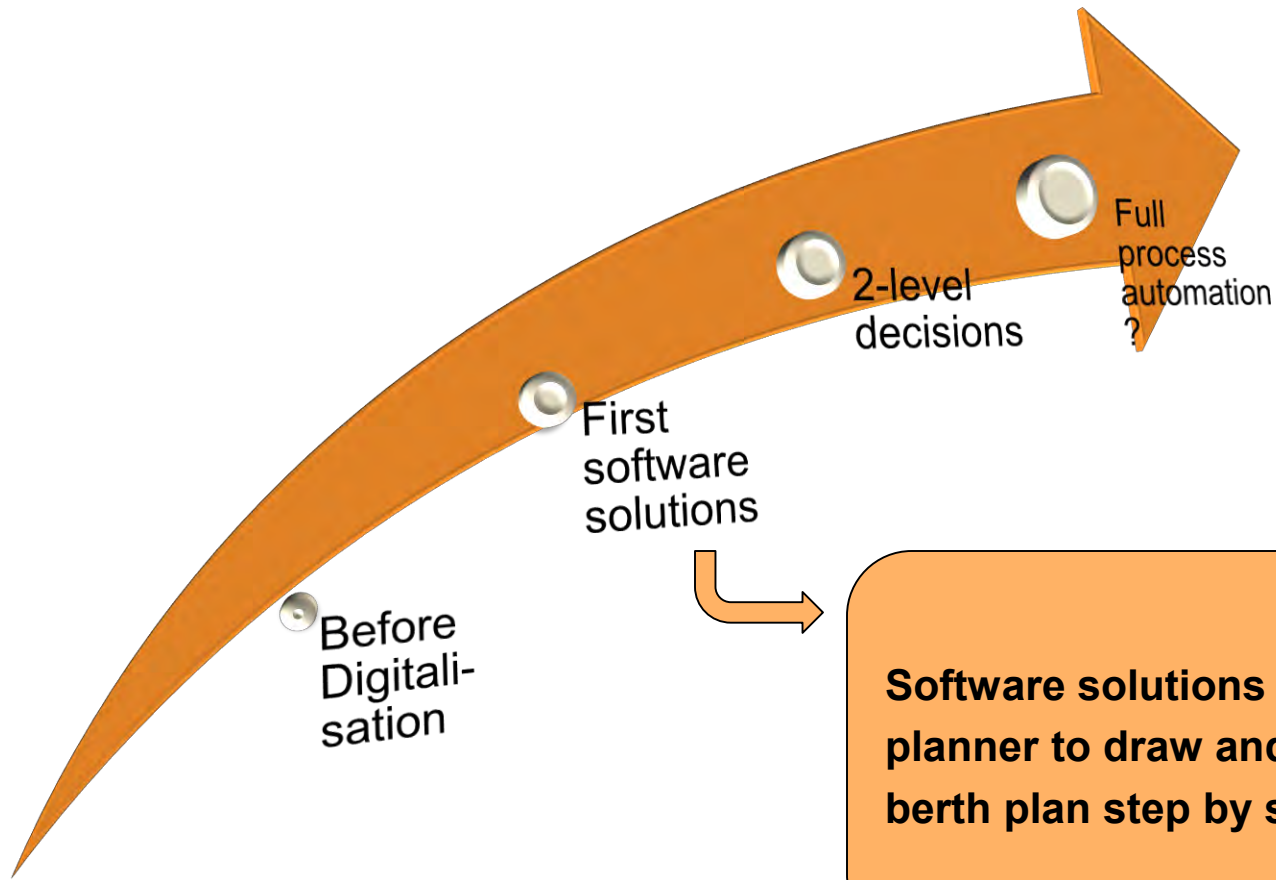 Full
process
automation
?
2-level
decisions
First
software
solutions
Before
Digitali-
sation
Software solutions
planner to draw and
berth plan step by